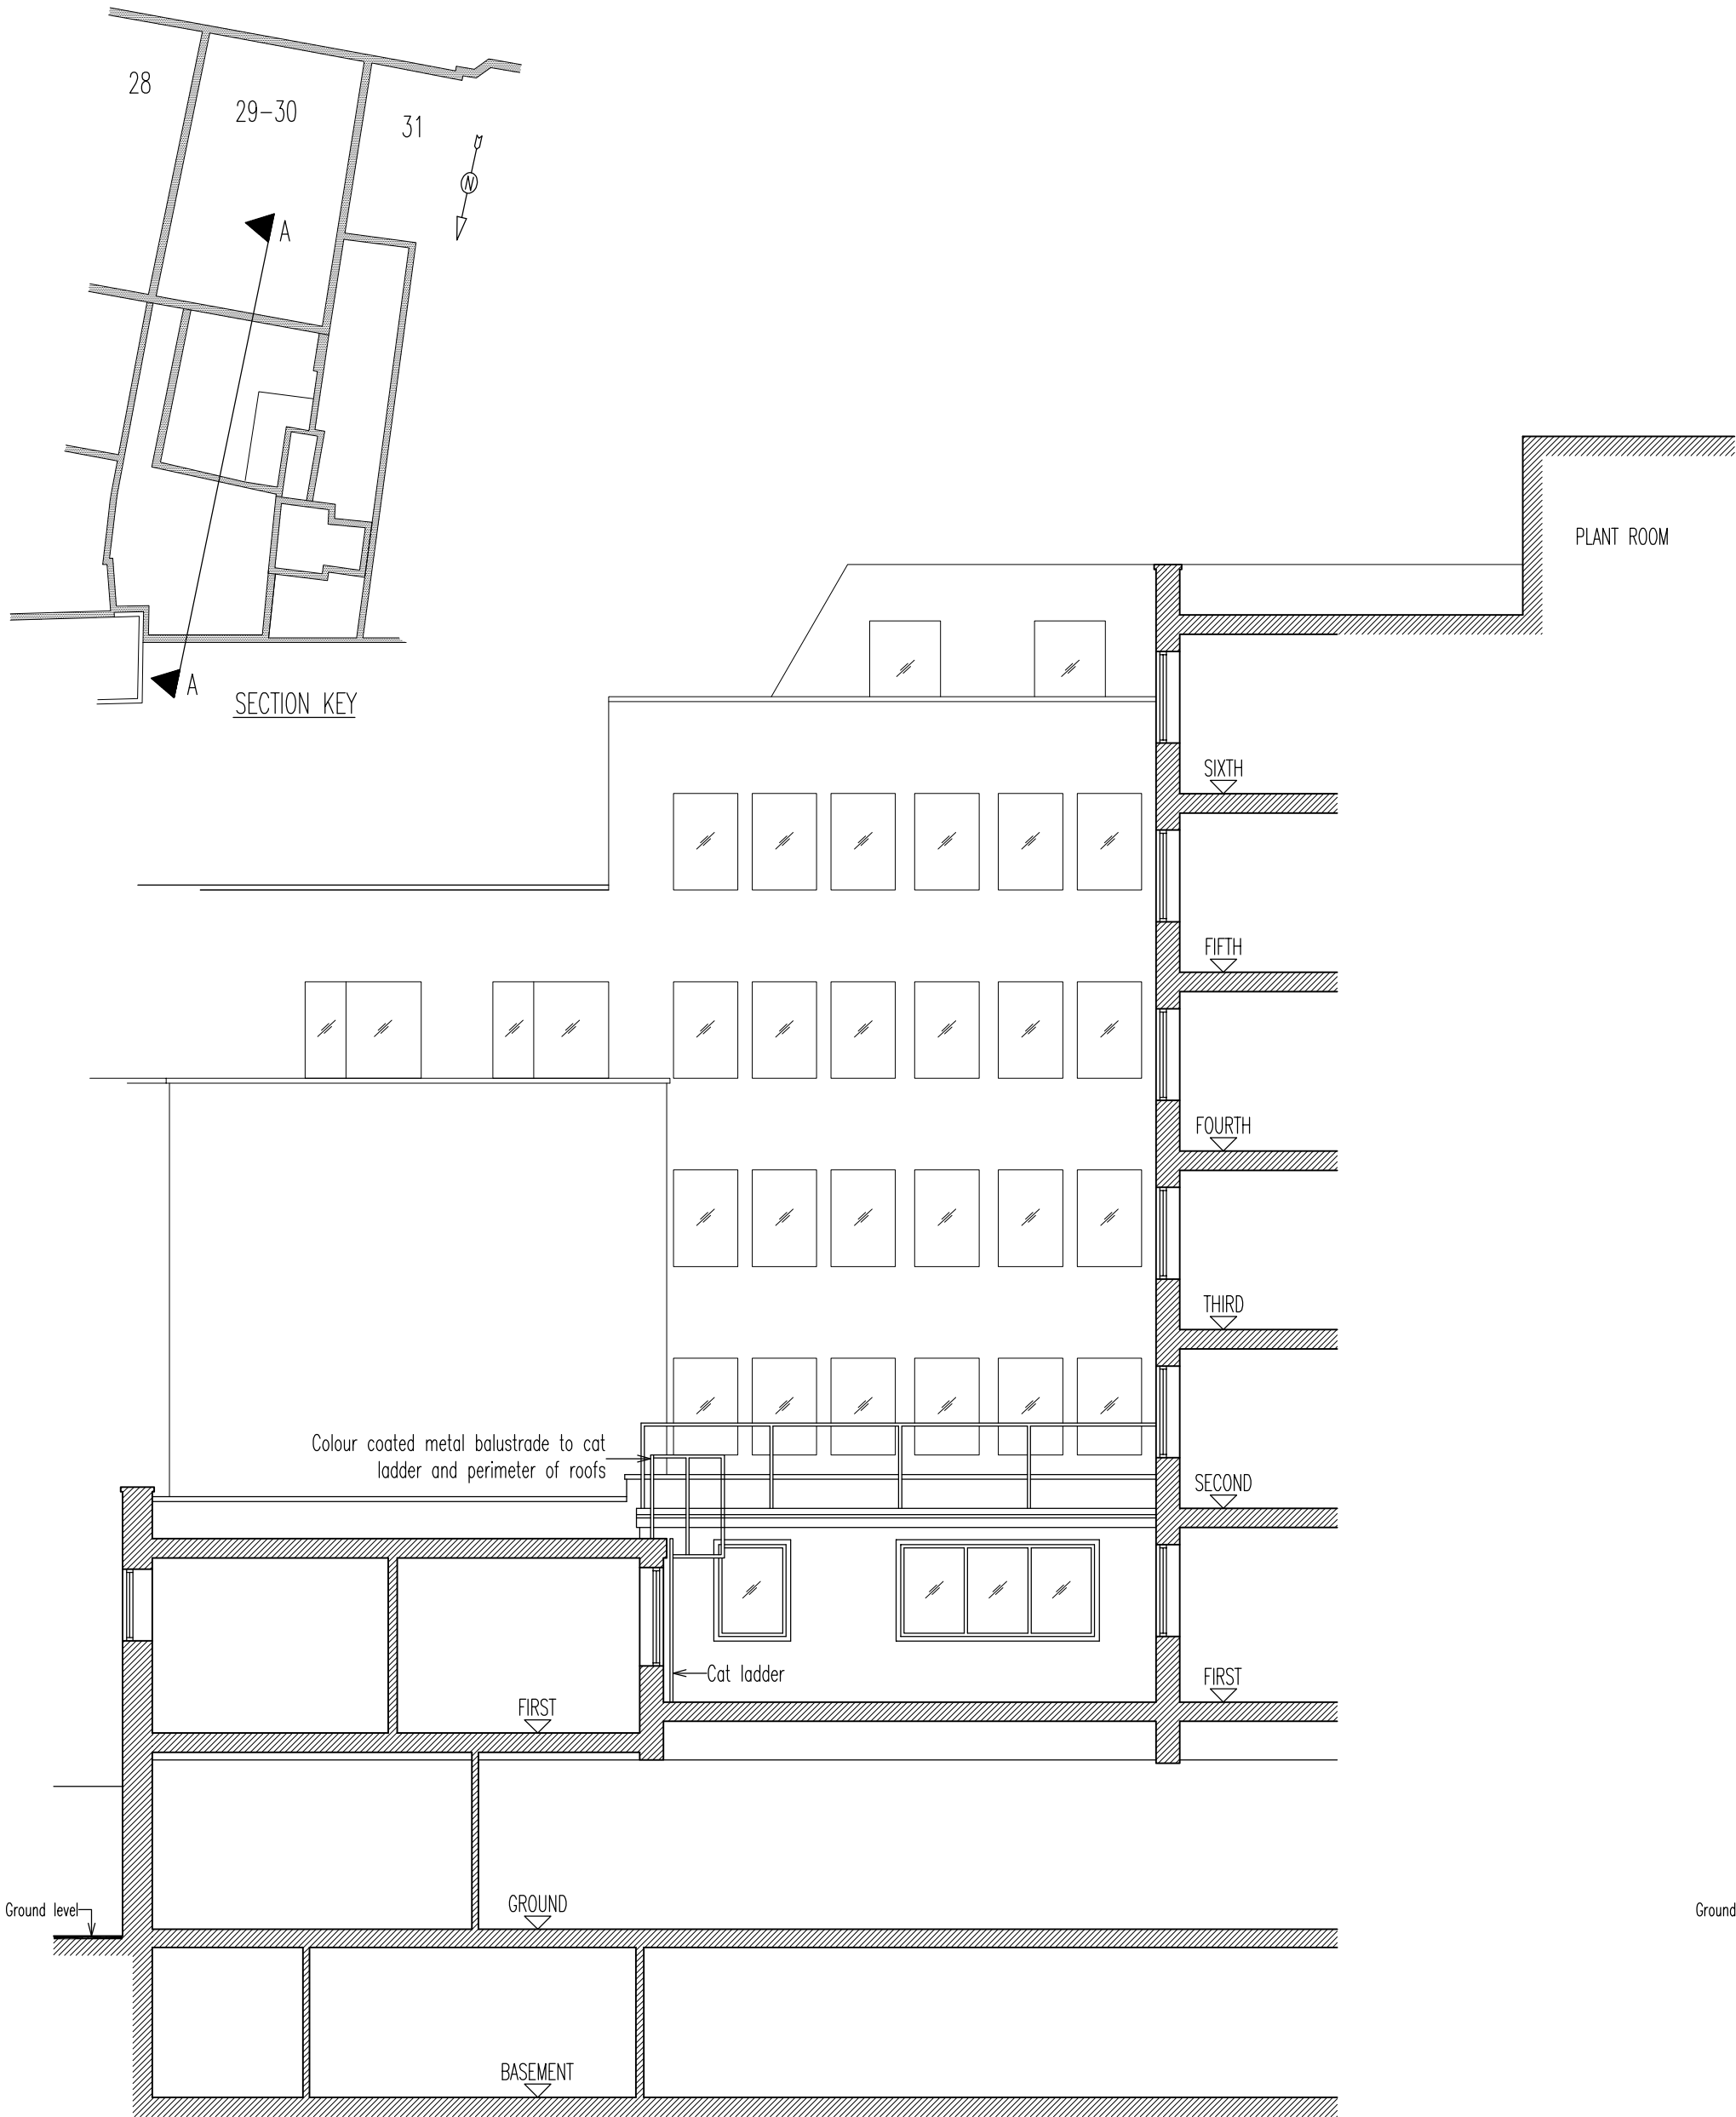 28
29-30
31
N
A
A
SECTION KEY
PLANT ROOM
SIXTH
FIFTH
FOURTH
THIRD
Colour coated metal balustrade to cat
ladder and perimeter of roofs
SECOND
Cat ladder
FIRST
FIRST
Ground level
GROUND
Ground
BASEMENT